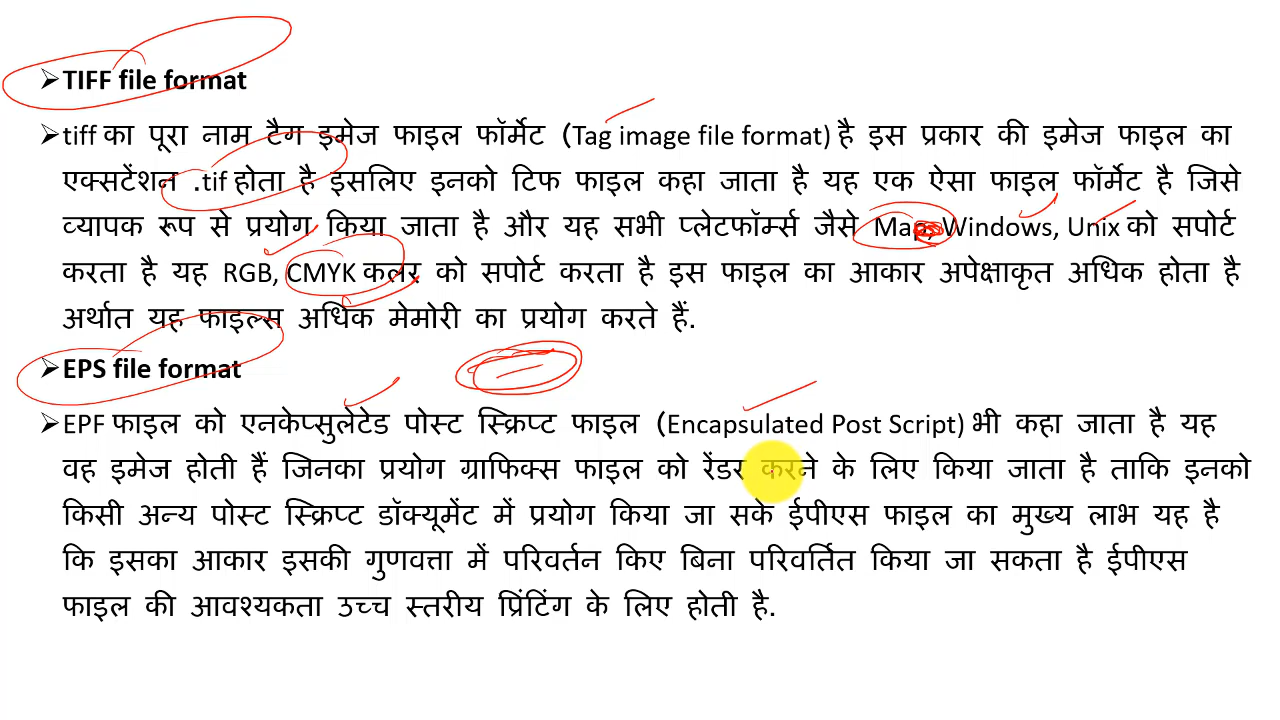 ➢TIFF file format
➢tiff का पूरा नाम टैग इमेज फाइल फॉर्मेट (Tag image file format) है इस प्रकार की इमेज फाइल का
एक्सटेंशन .tif होता है इसलिए इनको टिफ फाइल कहा जाता है यह एक ऐसा फाइल फॉर्मेट है जिसे
व्यापक रूप से प्रयोग किया जाता है और यह सभी प्लेटफॉर्म्स जैसे Map, Windows, Unix को सपोर्ट
करता है यह RGB, CMYK कलर को सपोर्ट करता है इस फाइल का आकार अपेक्षाकृत अधिक होता है
अर्थात यह फाइल्स अधिक मेमोरी का प्रयोग करते हैं.
➢EPS file format
➢EPF फाइल को एनकेप्सुलेटेड पोस्ट स्क्रिप्ट फाइल (Encapsulated Post Script) भी कहा जाता है यह
वह इमेज होती हैं जिनका प्रयोग ग्राफिक्स फाइल को रेंडर करने के लिए किया जाता है ताकि इनको
किसी अन्य पोस्ट स्क्रिप्ट डॉक्यूमेंट में प्रयोग किया जा सके ईपीएस फाइल का मुख्य लाभ यह है
कि इसका आकार इसकी गुणवत्ता में परिवर्तन किए बिना परिवर्तित किया जा सकता है ईपीएस
फाइल की आवश्यकता उच्च स्तरीय प्रिंटिंग के लिए होती है.